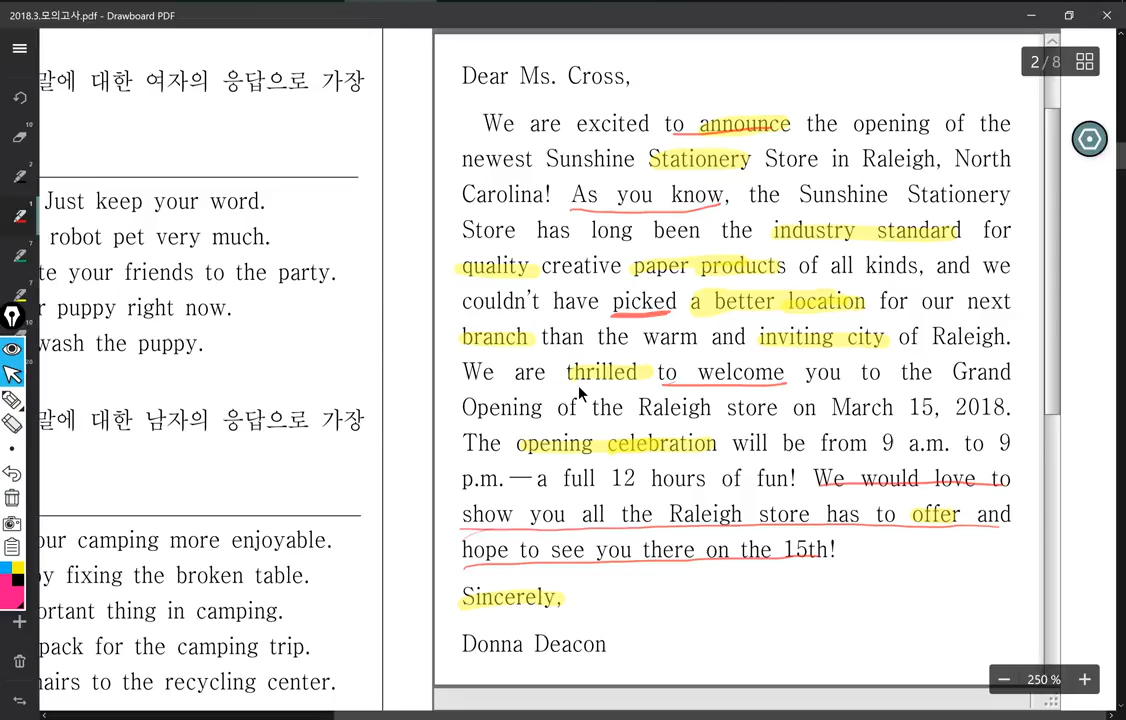 2018.3.모의고사.pdf - Drawboard PDF
2 / 8
말에 대한 여자의 응답으로 가장
Just keep your word.
robot pet very much.
te your friends to the party.
puppy right now.
wash the puppy.
말에 대한 남자의 응답으로 가장
our camping more enjoyable.
by fixing the broken table.
ortant thing in camping.
pack for the camping trip.
hairs to the recycling center.
Dear Ms. Cross,
We are excited to announce the opening of the
newest Sunshine Stationery Store in Raleigh, North
Carolina! As you know, the Sunshine Stationery
Store has long been the industry standard for
quality creative paper products of all kinds, and we
couldn't have picked a better location for our next
branch than the warm and inviting city of Raleigh.
We are thrilled to welcome you to the Grand
Opening of the Raleigh store on March 15, 2018.
The opening celebration will be from 9 a.m. to 9
p.m.—a full 12 hours of fun! We would love to
show you all the Raleigh store has to offer and
hope to see you there on the 15th!
Sincerely,
Donna Deacon
250 %